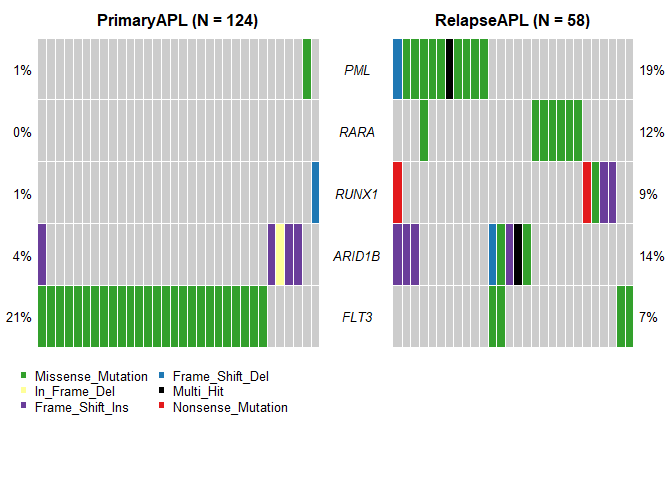 PrimaryAPL (N = 124) RelapseAPL (N = 58)
1% PML 19%
0% RARA 12%
1% RUNX1 9%
4% ARID1B 14%
21% FLT3 7%
Missense_Mutation Frame_Shift_Del
In_Frame_Del Multi_Hit
Frame_Shift_Ins Nonsense_Mutation